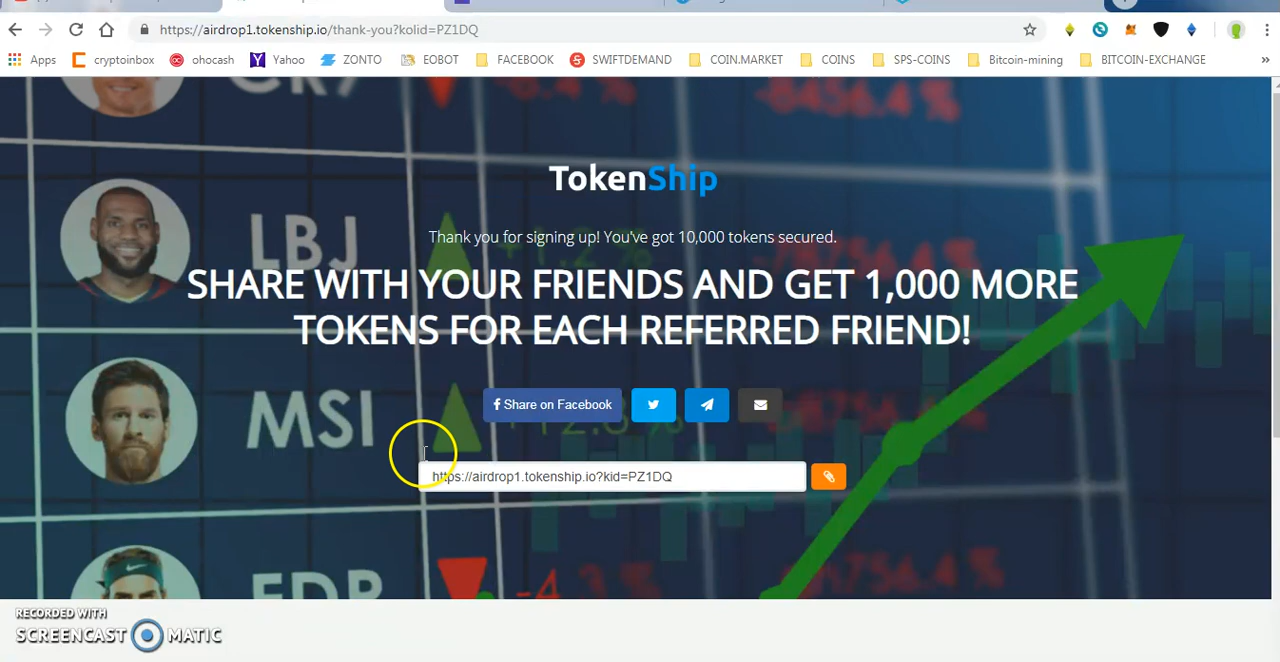 https://airdrop1.tokenship.io/thank-you?kolid=PZ1DQ
Apps cryptoinbox ohocash Yahoo ZONTO EOBOT FACEBOOK SWIFTDEMAND COIN.MARKET COINS SPS-COINS Bitcoin-mining BITCOIN-EXCHANGE »
CR7
TokenShip
LBJ
Thank you for signing up! You've got 10,000 tokens secured.
SHARE WITH YOUR FRIENDS AND GET 1,000 MORE
TOKENS FOR EACH REFERRED FRIEND!
MSI
Share on Facebook
https://airdrop1.tokenship.io?kid=PZ1DQ
FDR
RECORDED WITH
SCREENCAST MATIC